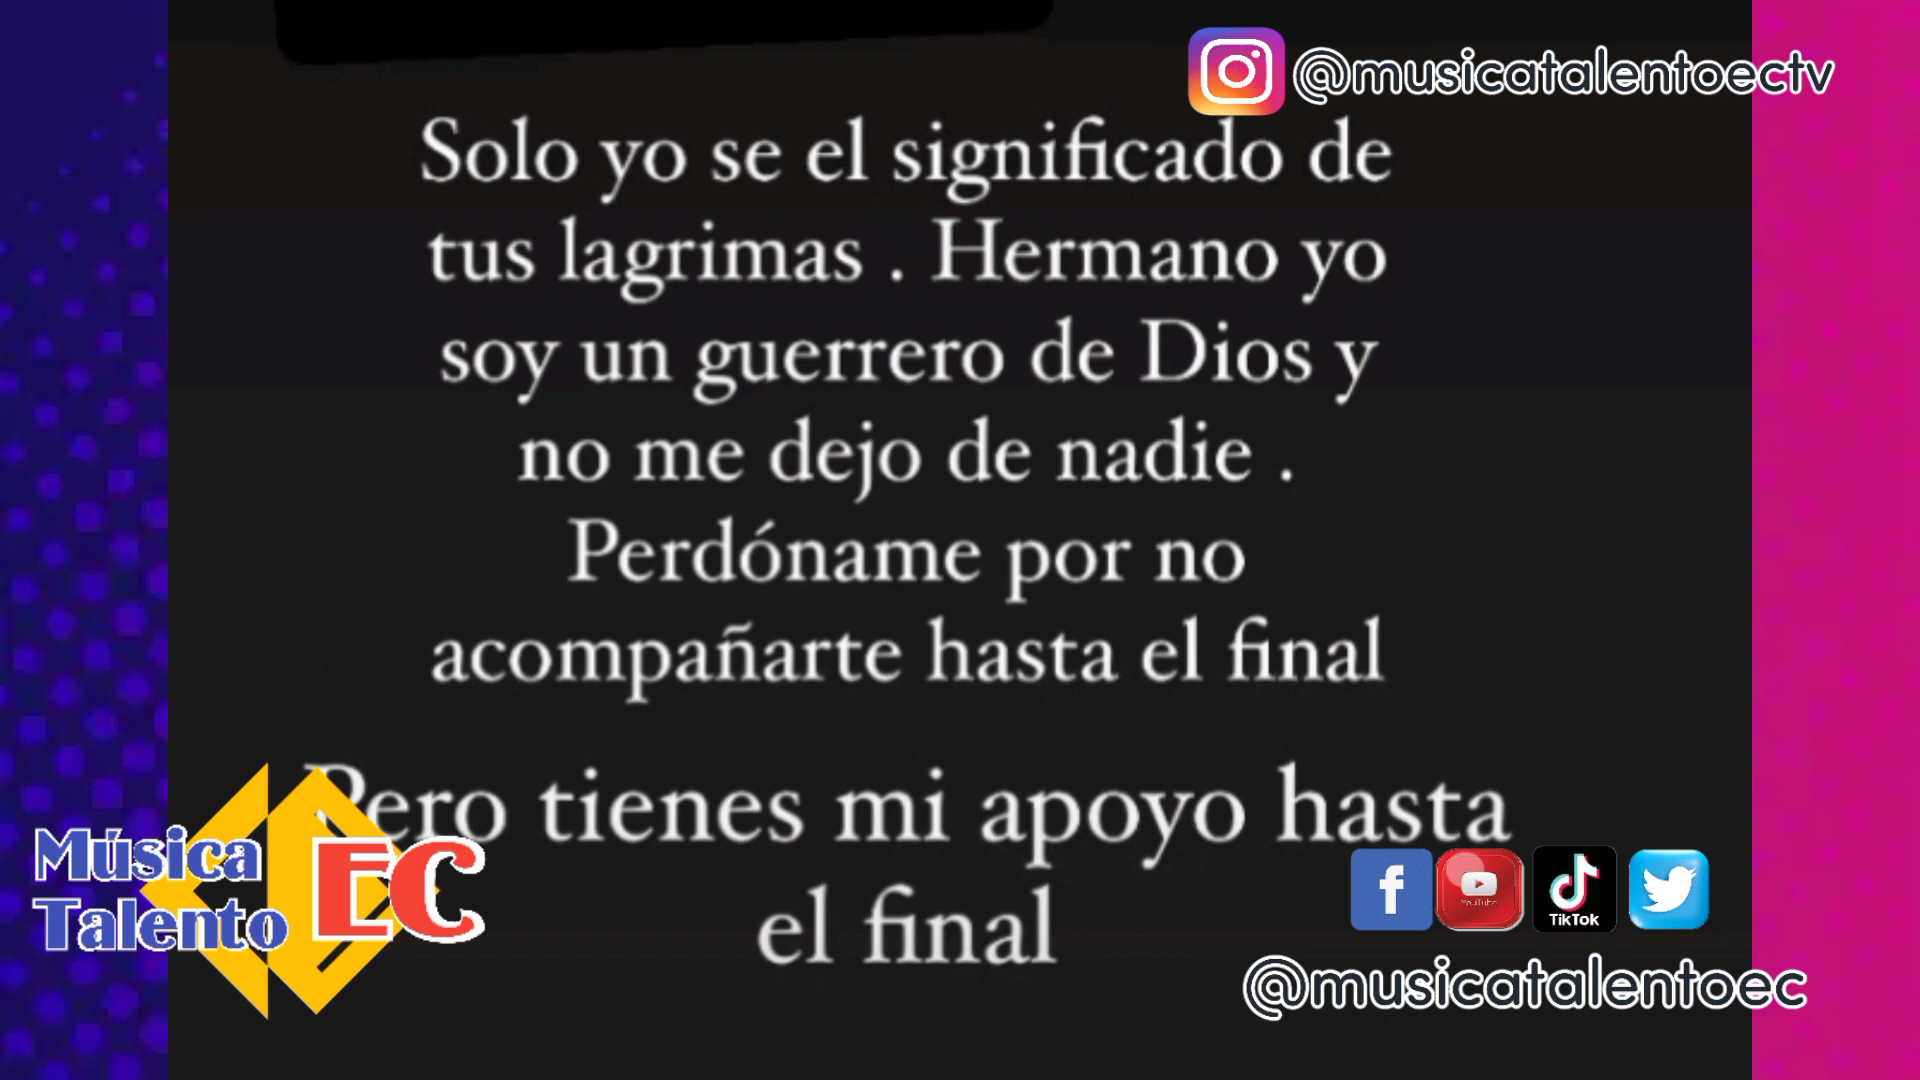 @musicatalentoectv
Solo yo se el significado de
tus lagrimas . Hermano yo
soy un guerrero de Dios y
no me dejo de nadie .
Perdóname por no
acompañarte hasta el final
Pero tienes mi apoyo hasta
el final
Música
Talento
EC
YouTube
TikTok
@musicatalentoec